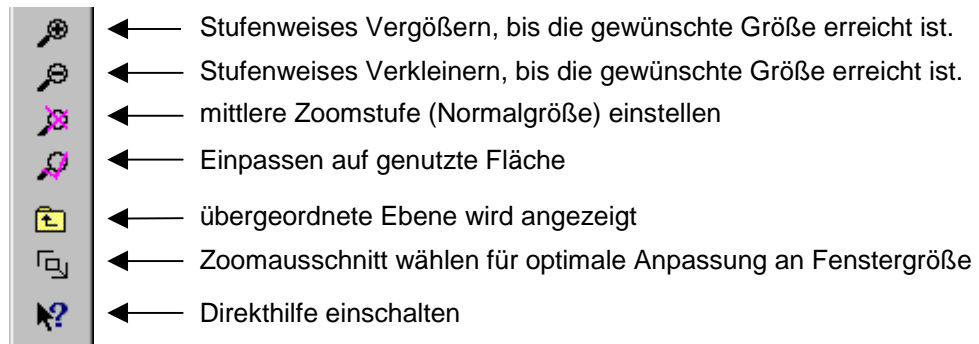 Stufenweises Vergößern, bis die gewünschte Größe erreicht ist.
Stufenweises Verkleinern, bis die gewünschte Größe erreicht ist.
mittlere Zoomstufe (Normalgröße) einstellen
Einpassen auf genutzte Fläche
übergeordnete Ebene wird angezeigt
Zoomausschnitt wählen für optimale Anpassung an Fenstergröße
Direkthilfe einschalten